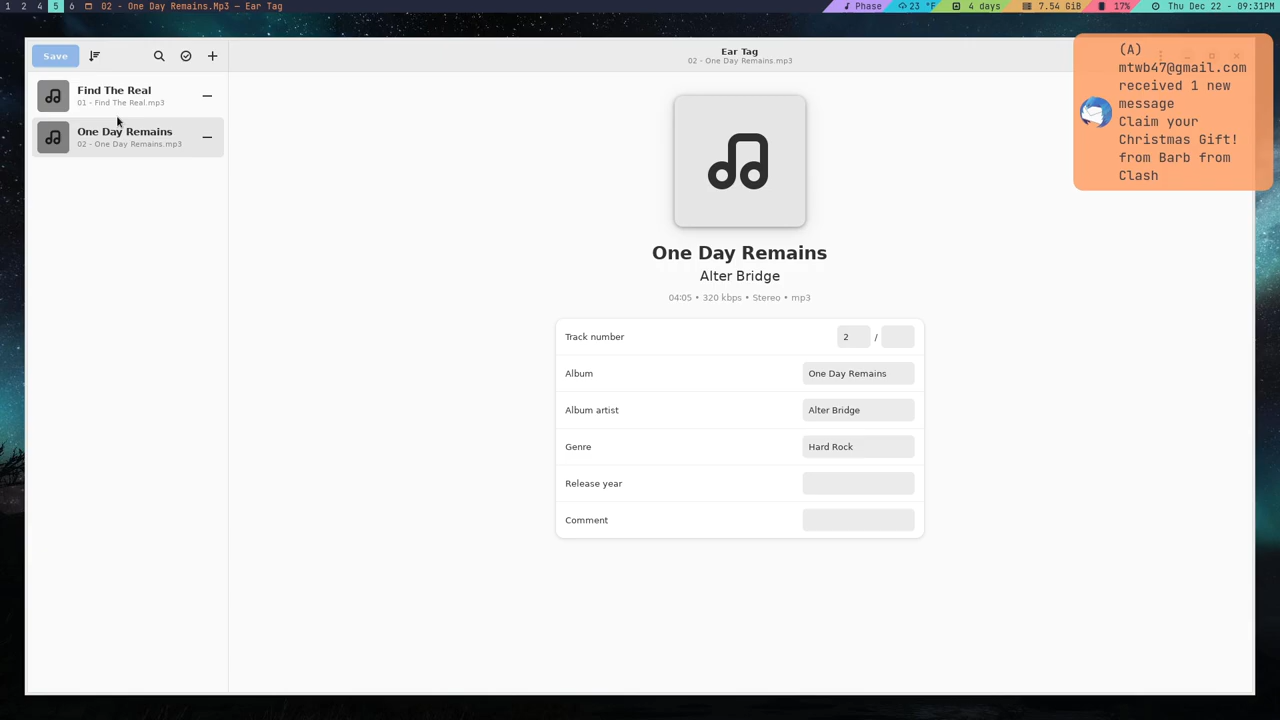 1 2 4 5 6 02 - One Day Remains.Mp3 — Ear Tag
Phase 23 °F 4 days 7.54 GiB 17% Thu Dec 22 - 09:31PM
Save
Ear Tag
02 - One Day Remains.mp3
Find The Real
01 - Find The Real.mp3
One Day Remains
02 - One Day Remains.mp3
One Day Remains
Alter Bridge
04:05 • 320 kbps • Stereo • mp3
Track number 2 /
Album One Day Remains
Album artist Alter Bridge
Genre Hard Rock
Release year
Comment
(A)
mtwb47@gmail.com
received 1 new
message
Claim your
Christmas Gift!
from Barb from
Clash